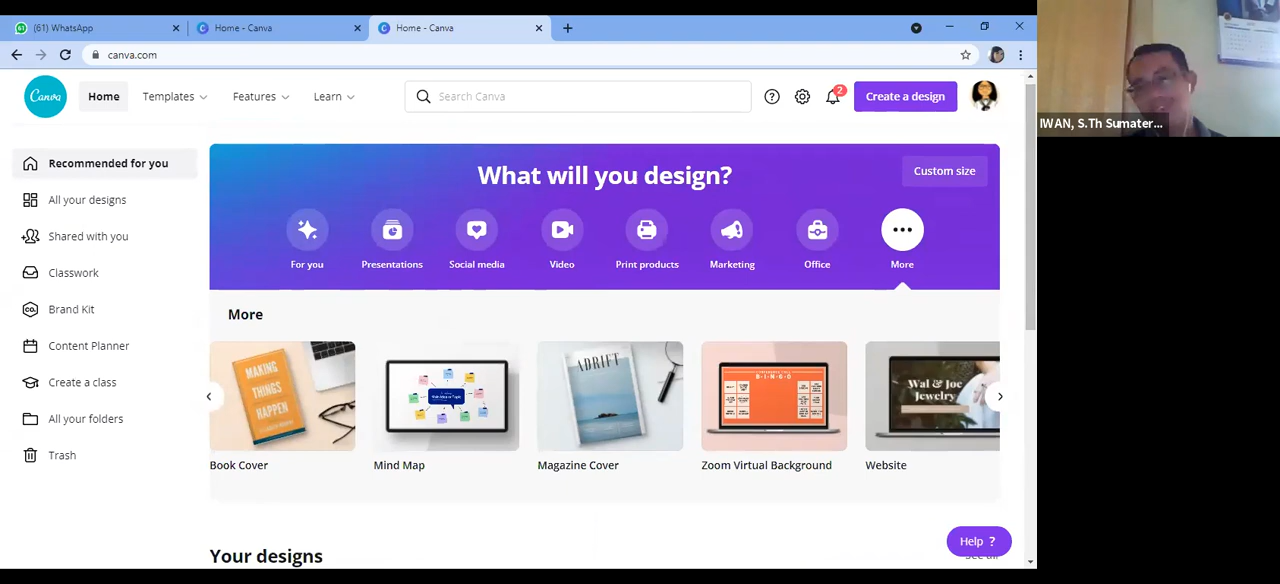 (61) WhatsApp
Home - Canva
Home - Canva
canva.com
Canva
Home
Templates
Features
Learn
Search Canva
2
Create a design
IWAN, S.Th Sumater...
Recommended for you
All your designs
Shared with you
Classwork
Brand Kit
Content Planner
Create a class
All your folders
Trash
What will you design?
Custom size
For you
Presentations
Social media
Video
Print products
Marketing
Office
More
More
MAKING
THINGS
HAPPEN
ADRIFT
B-I-N-G-O
Wal & Joe
Jewelry
Book Cover
Mind Map
Magazine Cover
Zoom Virtual Background
Website
Your designs
See all
Help ?